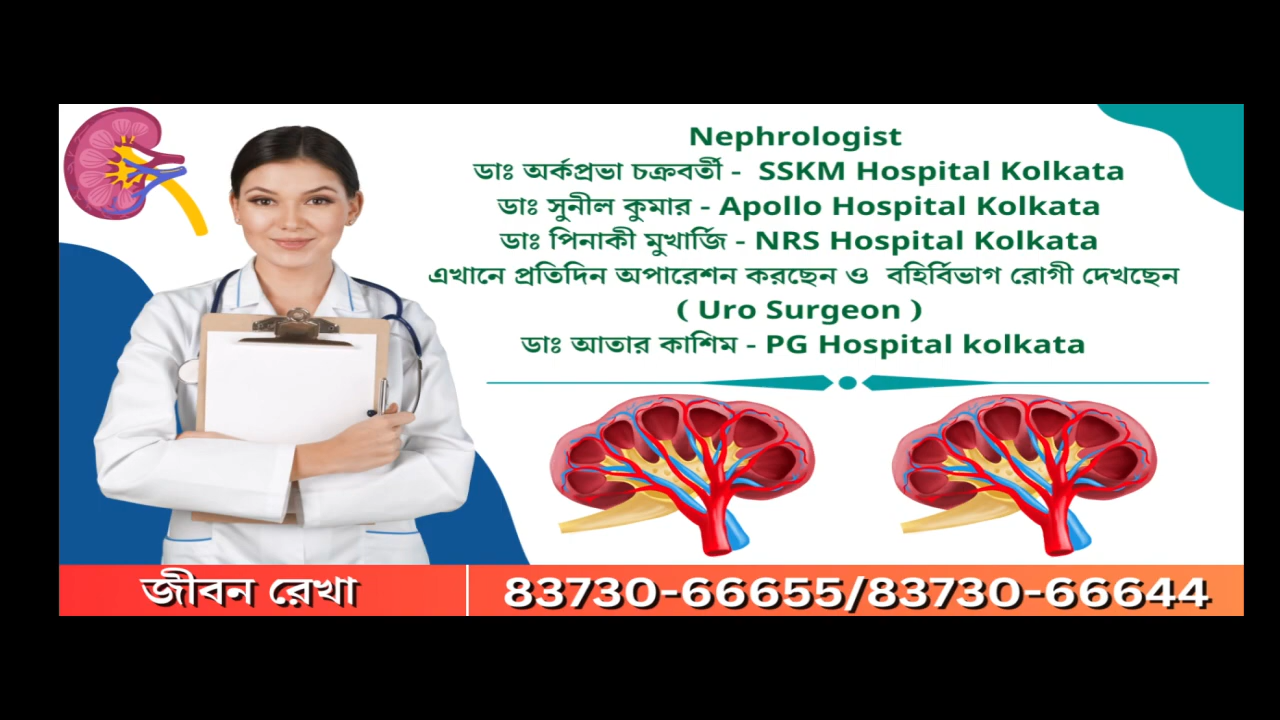 Nephrologist
ডাঃ অর্কপ্রভা চক্রবর্তী - SSKM Hospital Kolkata
ডাঃ সুনীল কুমার - Apollo Hospital Kolkata
ডাঃ পিনাকী মুখার্জি - NRS Hospital Kolkata
এখানে প্রতিদিন অপারেশন করছেন ও বহির্বিভাগ রোগী দেখছেন
( Uro Surgeon )
ডাঃ আতার কাশিম - PG Hospital kolkata
জীবন রেখা
83730-66655/83730-66644